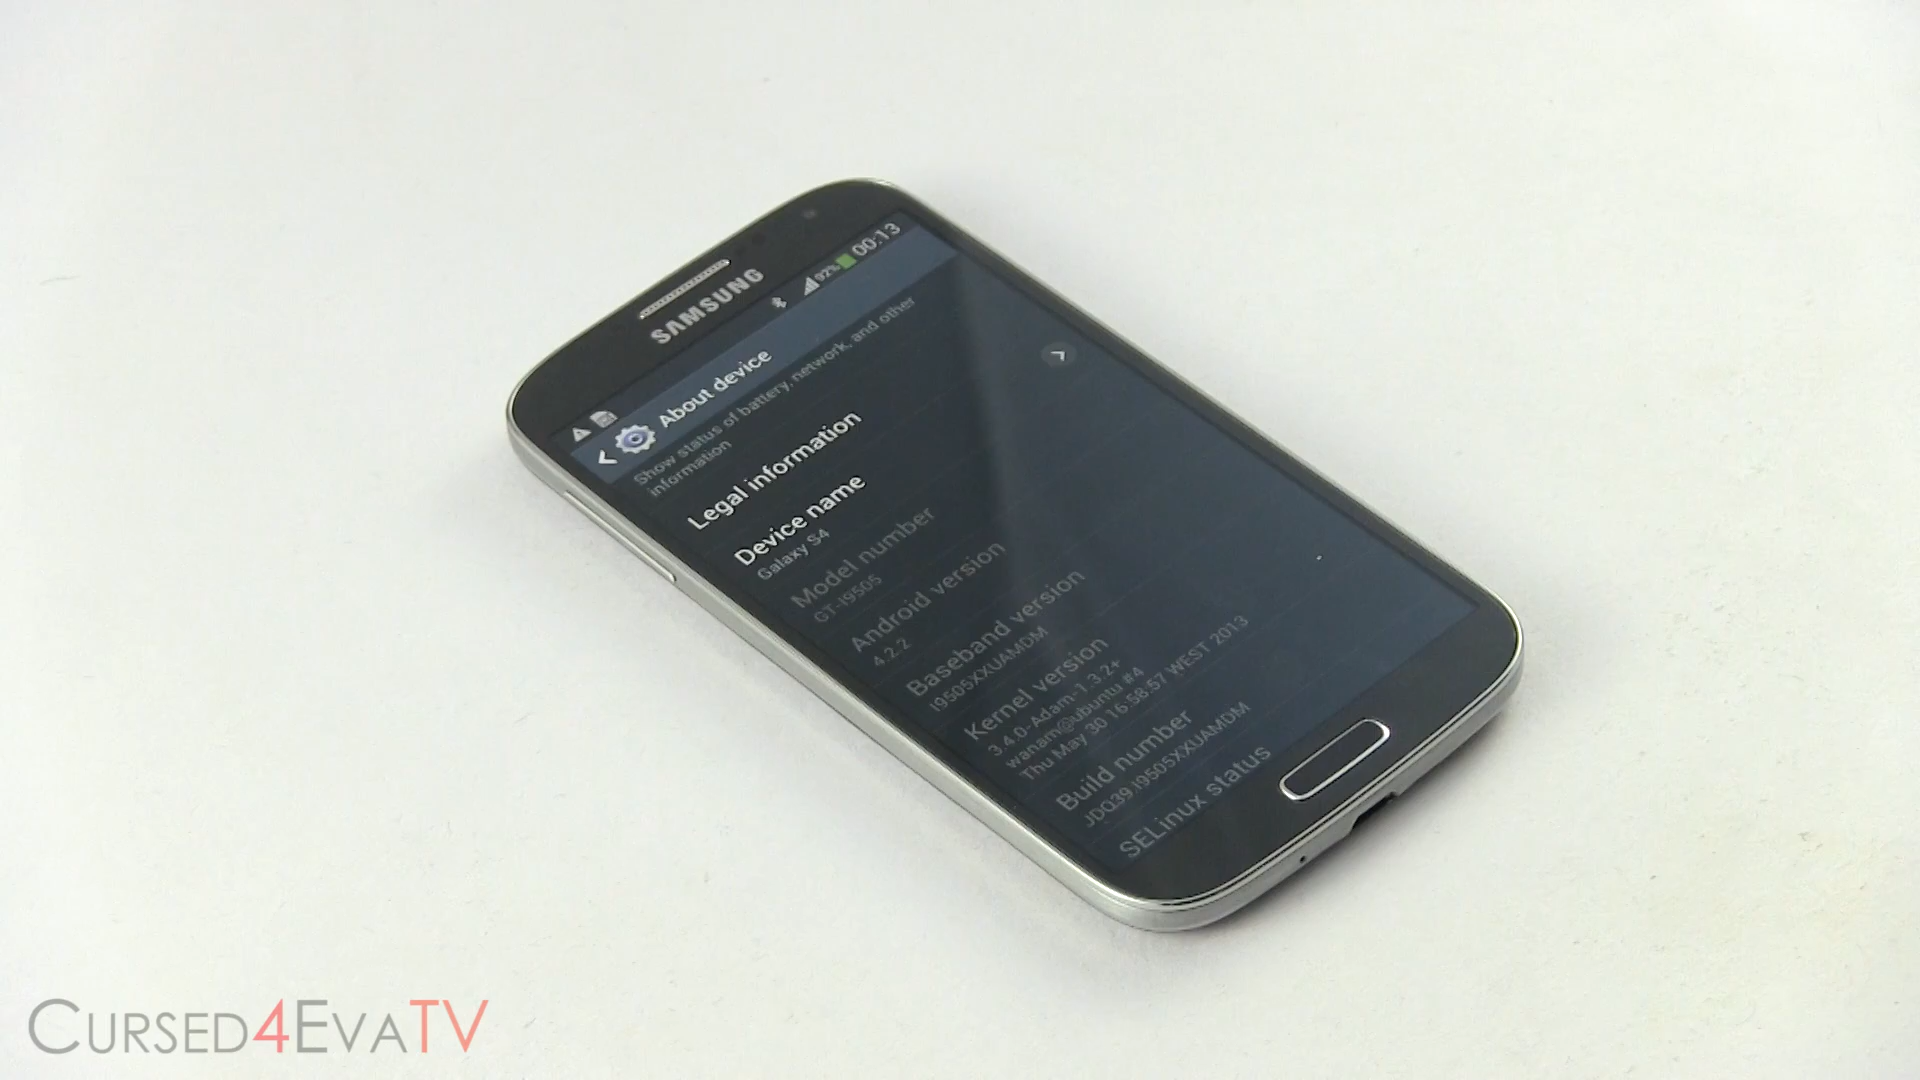 SAMSUNG
92% 00:13
About device
Show status of battery, network, and other
information
Legal information
Device name
Galaxy S4
Model number
GT-I9505
Android version
4.2.2
Baseband version
I9505XXUAMDM
Kernel version
3.4.0-Adam-1.3.2+
wanam@ubuntu #4
Thu May 30 16:58:57 WEST 2013
Build number
JDQ39.I9505XXUAMDM
SELinux status
CURSED4EVATV